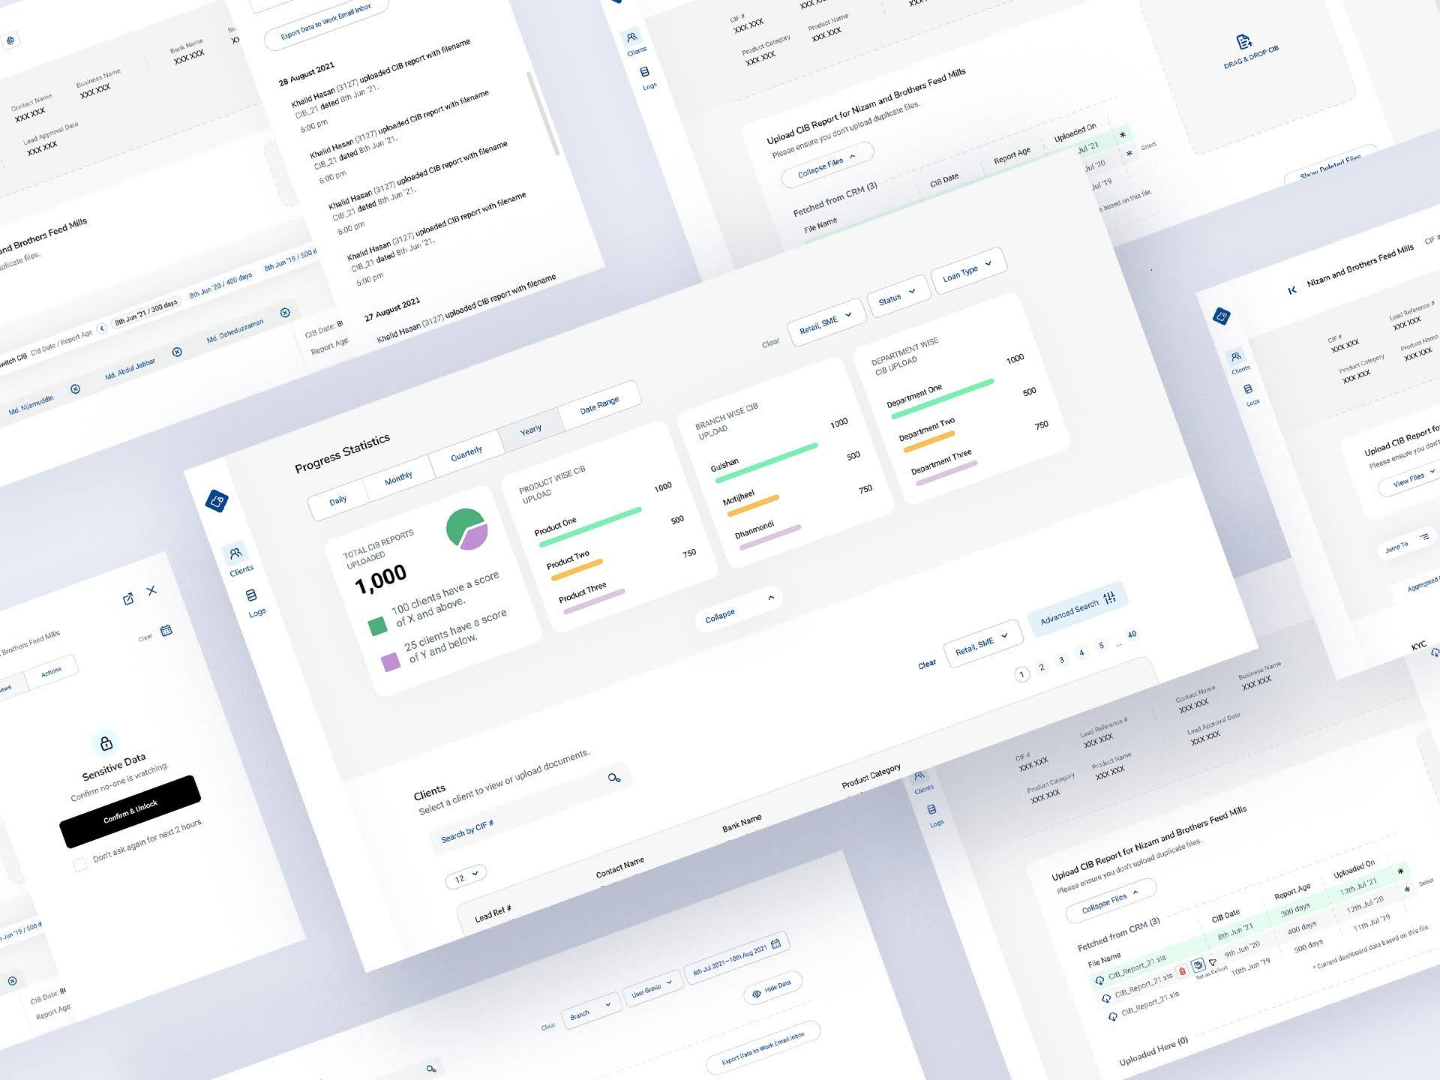 Contact Name
XXX XXX
Business Name
XXX XXX
Bank Name
XXX XXX
Lead Approval Date
XXX XXX
and Brothers Feed Mills
plicate files.
witch CIB
CIB Date / Report Age
8th Jun '21 / 300 days
9th Jun '20 / 400 days
8th Jun '19 / 500 d
Md. Nijamuddin
Md. Abdul Jabbar
Md. Oaheduzzaman
CIB Date: 8t
Report Age
Export Data to Work Email Inbox
28 August 2021
Khalid Hasan (3127) uploaded CIB report with filename
CIB_21 dated 8th Jun '21.
6:00 pm
Khalid Hasan (3127) uploaded CIB report with filename
CIB_21 dated 8th Jun '21.
6:00 pm
Khalid Hasan (3127) uploaded CIB report with filename
CIB_21 dated 8th Jun '21.
6:00 pm
Khalid Hasan (3127) uploaded CIB report with filename
CIB_21 dated 8th Jun '21.
6:00 pm
27 August 2021
Khalid Hasan (3127) uploaded CIB report with filename
Clients
Logs
CIF #
XXX XXX
XXX XXX
Product Category
XXX XXX
Product Name
XXX XXX
DRAG & DROP CIB
Upload CIB Report for Nizam and Brothers Feed Mills
Please ensure you don't upload duplicate files.
Collapse Files
Fetched from CRM (3)
File Name
CIB Date
Report Age
Uploaded On
Jul '21
Jul '20
Jul '19
based on this file.
Show Deleted Files
Clients
Logs
Progress Statistics
Daily
Monthly
Quarterly
Yearly
Date Range
Clear
Retail, SME
Status
Loan Type
TOTAL CIB REPORTS
UPLOADED
1,000
100 clients have a score
of X and above.
25 clients have a score
of Y and below.
PRODUCT WISE CIB
UPLOAD
Product One
1000
Product Two
500
Product Three
750
BRANCH WISE CIB
UPLOAD
Gulshan
1000
Motijheel
500
Dhanmondi
750
DEPARTMENT WISE
CIB UPLOAD
Department One
1000
Department Two
500
Department Three
750
Collapse
Clear
Retail, SME
Advanced Search
1 2 3 4 5 ... 40
Clients
Select a client to view or upload documents.
Search by CIF #
12
Lead Ref #
Contact Name
Bank Name
Product Category
Nizam and Brothers Feed Mills
CIF #
Clients
Logs
CIF #
XXX XXX
Lead Reference #
XXX XXX
Product Category
XXX XXX
Product Name
XXX XXX
Upload CIB Report fo
Please ensure you don't
View Files
Jump To
Aggregated
KYC
Brothers Feed Mills
Clear
ews
Actions
Sensitive Data
Confirm no-one is watching.
Confirm & Unlock
Don't ask again for next 2 hours.
n '19 / 500 d
CIB Date: 8t
Report Age:
Clear
Branch
User Group
6th Jul 2021—10th Aug 2021
Hide Data
Export Data to Work Email Inbox
Clients
Logs
CIF #
XXX XXX
Lead Reference #
XXX XXX
Contact Name
XXX XXX
Business Name
XXX XXX
Product Category
XXX XXX
Product Name
XXX XXX
Lead Approval Date
XXX XXX
Upload CIB Report for Nizam and Brothers Feed Mills
Please ensure you don't upload duplicate files.
Collapse Files
Fetched from CRM (3)
File Name
CIB Date
Report Age
Uploaded On
CIB_Report_21.xls
8th Jun '21
300 days
13th Jul '21
CIB_Report_21.xls
Set as Default
9th Jun '20
400 days
12th Jul '20
CIB_Report_21.xls
10th Jun '19
500 days
11th Jul '19
* Current dashboard data based on this file.
Uploaded Here (0)